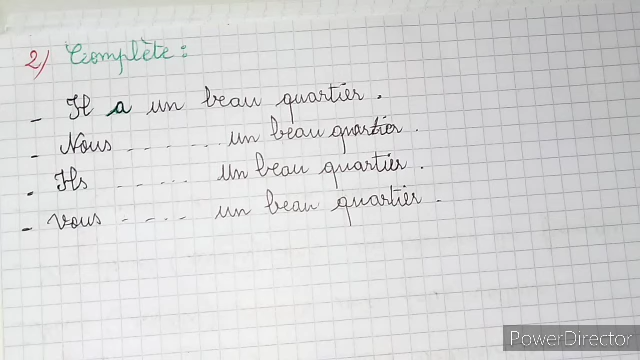 2) Complète :
- Il a un beau quartier.
- Nous ....... un beau quartier.
- Ils ..... un beau quartier.
- Vous ..... un beau quartier.
PowerDirector